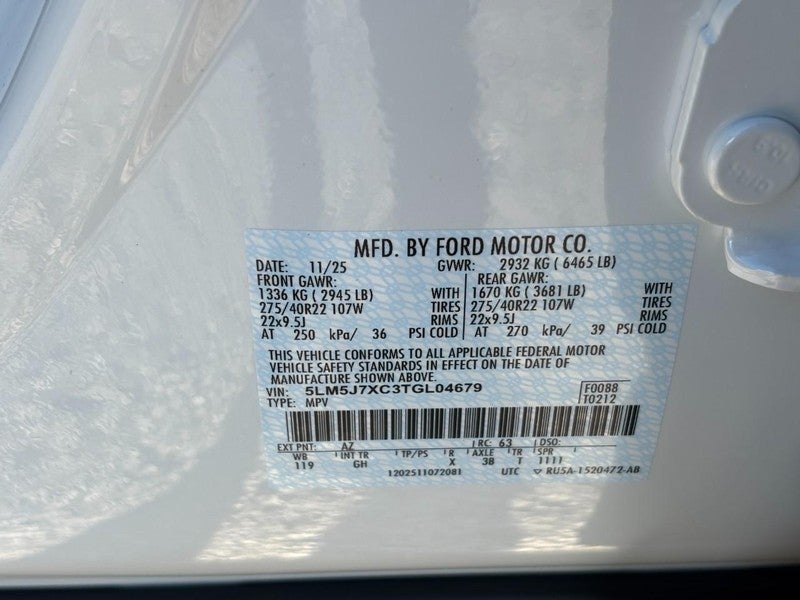 MFD. BY FORD MOTOR CO.
DATE: 11/25 GVWR: 2932 KG ( 6465 LB)
FRONT GAWR: REAR GAWR:
1336 KG ( 2945 LB) WITH 1670 KG ( 3681 LB) WITH
275/40R22 107W TIRES 275/40R22 107W TIRES
22x9.5J RIMS 22x9.5J RIMS
AT 250 kPa/ 36 PSI COLD AT 270 kPa/ 39 PSI COLD
THIS VEHICLE CONFORMS TO ALL APPLICABLE FEDERAL MOTOR
VEHICLE SAFETY STANDARDS IN EFFECT ON THE DATE OF
MANUFACTURE SHOWN ABOVE.
VIN: 5LM5J7XC3TGL04679 F0088
TYPE: MPV T0212
EXT PNT: AZ RC: 63 DSO:
WB INT TR TP/PS R AXLE TR SPR
119 GH X 3B T 1111
1202511072081 UTC ▽ RU5A-1520472-AB
10.9